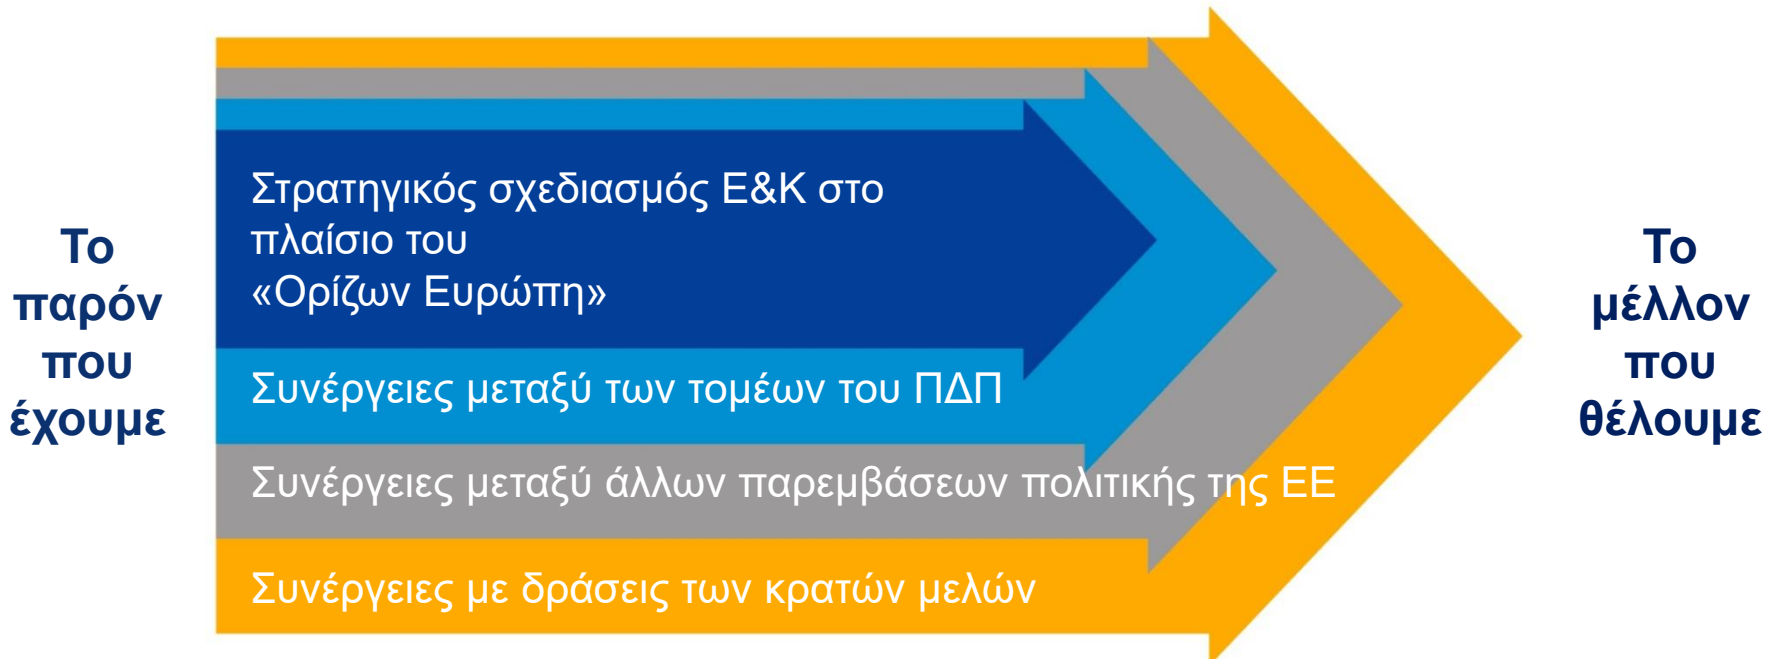 Το
παρόν
που
έχουμε
Στρατηγικός σχεδιασμός Ε&Κ στο
πλαίσιο του
«Ορίζων Ευρώπη»
Συνέργειες μεταξύ των τομέων του ΠΔΠ
Συνέργειες μεταξύ άλλων παρεμβάσεων πολιτικής της ΕΕ
Συνέργειες με δράσεις των κρατών μελών
Το
μέλλον
που
θέλουμε